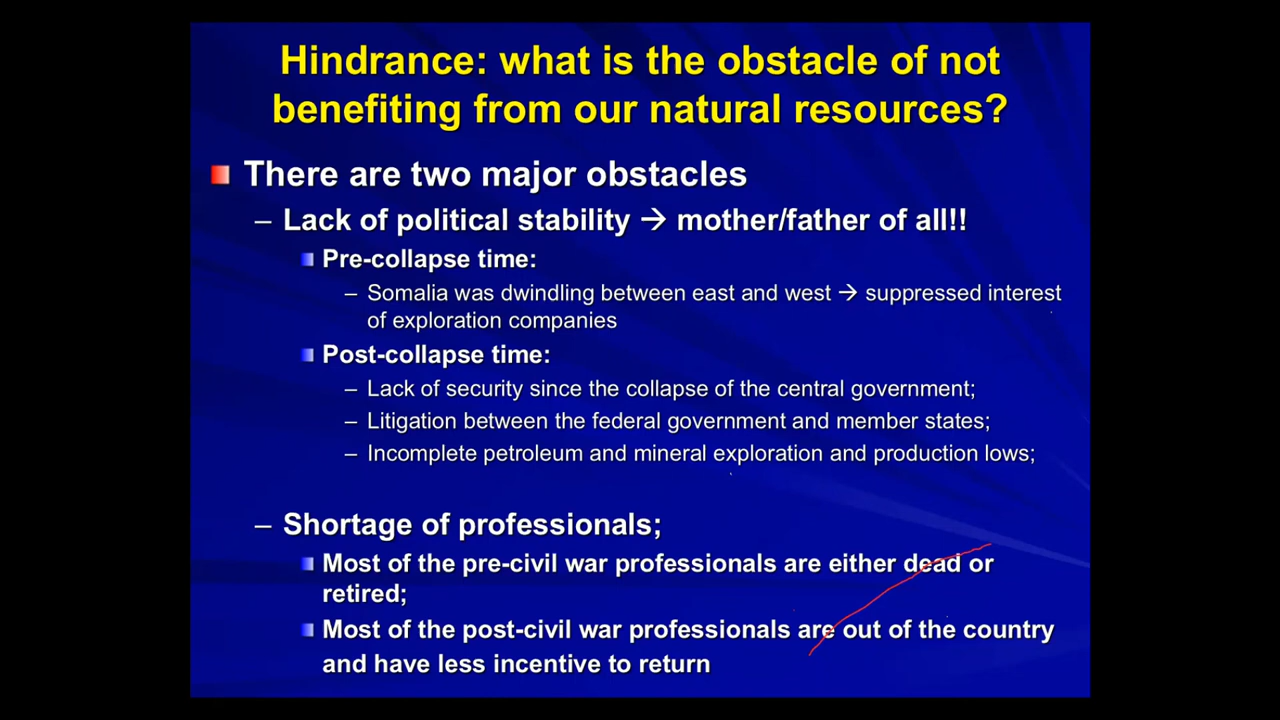 Hindrance: what is the obstacle of not
benefiting from our natural resources?
There are two major obstacles
– Lack of political stability → mother/father of all!!
Pre-collapse time:
– Somalia was dwindling between east and west → suppressed interest
of exploration companies
Post-collapse time:
– Lack of security since the collapse of the central government;
– Litigation between the federal government and member states;
– Incomplete petroleum and mineral exploration and production lows;
– Shortage of professionals;
Most of the pre-civil war professionals are either dead or
retired;
Most of the post-civil war professionals are out of the country
and have less incentive to return